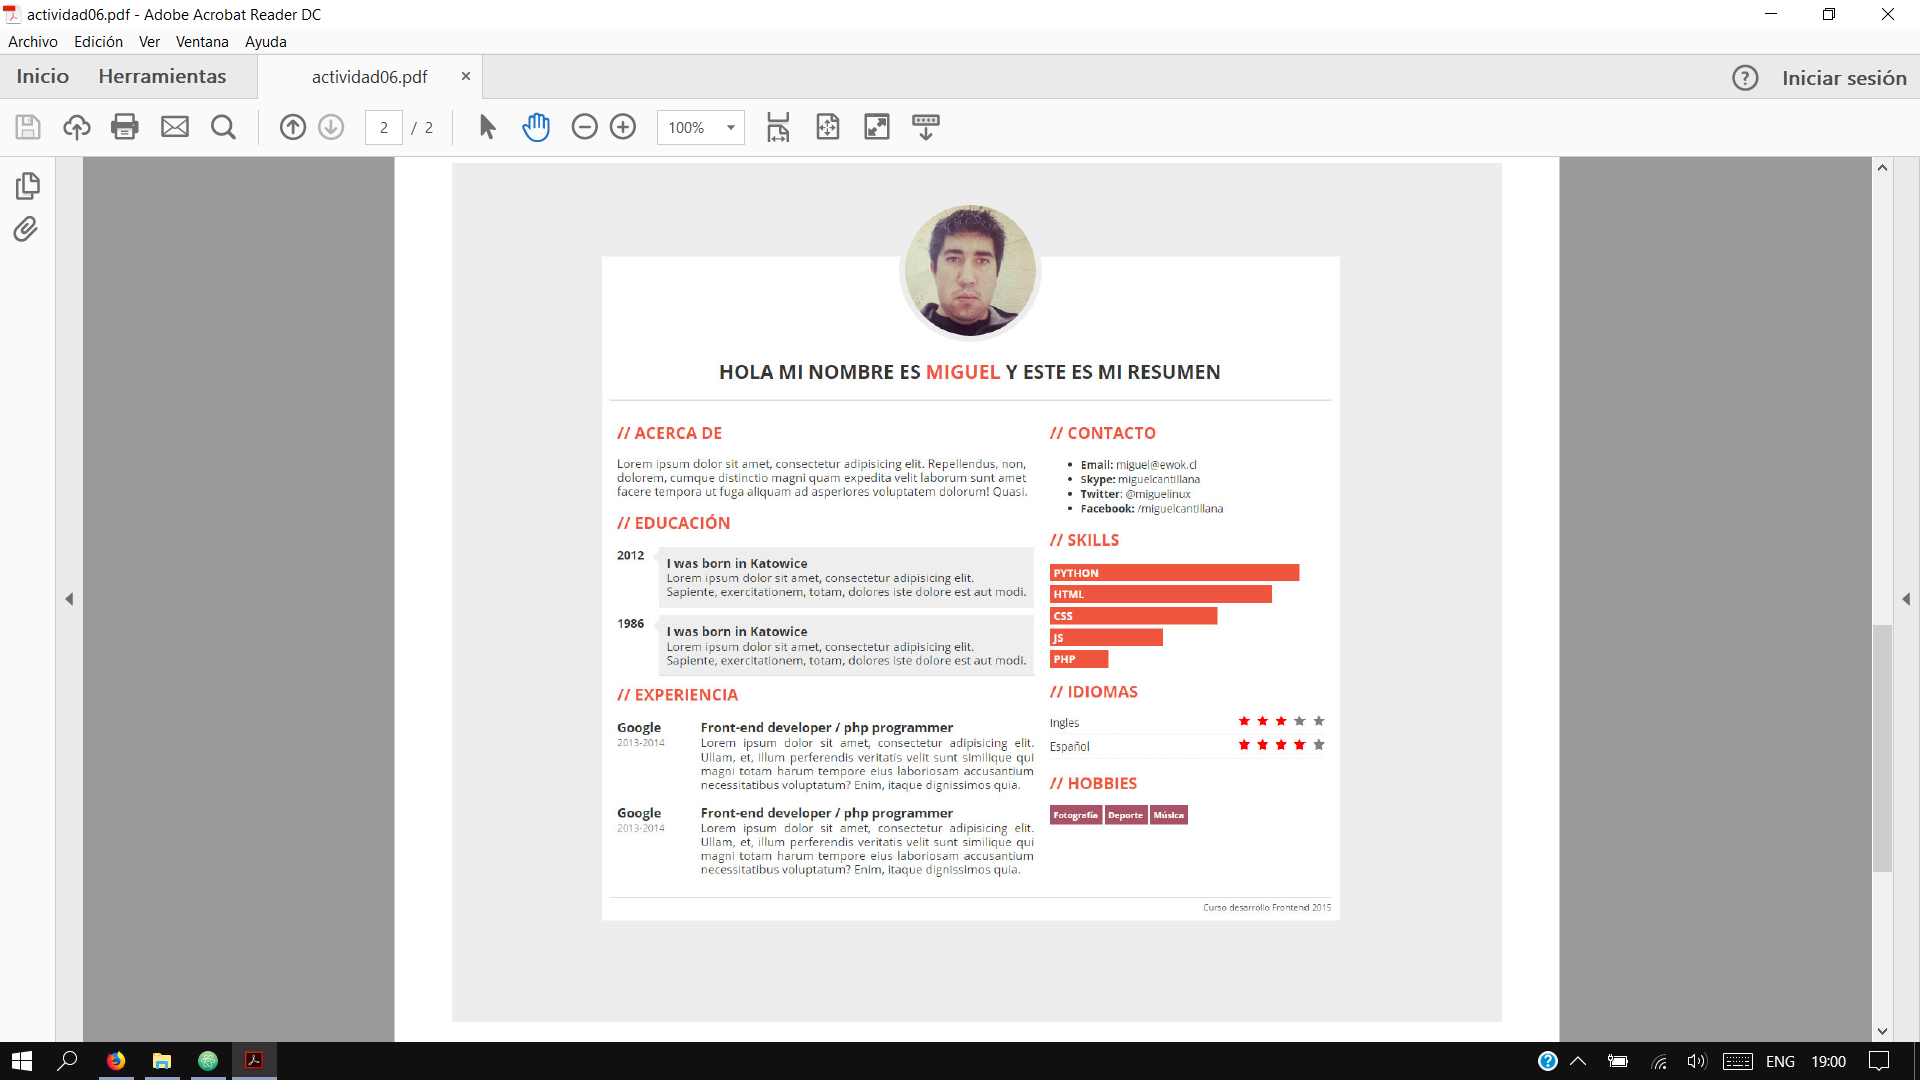 actividad06.pdf - Adobe Acrobat Reader DC
Archivo Edición Ver Ventana Ayuda
Inicio Herramientas actividad06.pdf × Iniciar sesión
2 / 2 100%
HOLA MI NOMBRE ES MIGUEL Y ESTE ES MI RESUMEN
// ACERCA DE
Lorem ipsum dolor sit amet, consectetur adipisicing elit. Repellendus, non,
dolorem, cumque distinctio magni quam expedita velit laborum sunt amet
facere tempora ut fuga aliquam ad asperiores voluptatem dolorum! Quasi.
// EDUCACIÓN
2012
I was born in Katowice
Lorem ipsum dolor sit amet, consectetur adipisicing elit.
Sapiente, exercitationem, totam, dolores iste dolore est aut modi.
1986
I was born in Katowice
Lorem ipsum dolor sit amet, consectetur adipisicing elit.
Sapiente, exercitationem, totam, dolores iste dolore est aut modi.
// EXPERIENCIA
Google
2013-2014
Front-end developer / php programmer
Lorem ipsum dolor sit amet, consectetur adipisicing elit.
Ullam, et, illum perferendis veritatis velit sunt similique qui
magni totam harum tempore eius laboriosam accusantium
necessitatibus voluptatum? Enim, itaque dignissimos quia.
Google
2013-2014
Front-end developer / php programmer
Lorem ipsum dolor sit amet, consectetur adipisicing elit.
Ullam, et, illum perferendis veritatis velit sunt similique qui
magni totam harum tempore eius laboriosam accusantium
necessitatibus voluptatum? Enim, itaque dignissimos quia.
// CONTACTO
• Email: miguel@ewok.cl
• Skype: miguelcantillana
• Twitter: @miguelinux
• Facebook: /miguelcantillana
// SKILLS
PYTHON
HTML
CSS
JS
PHP
// IDIOMAS
Ingles
Español
// HOBBIES
Fotografía Deporte Música
Curso desarrollo Frontend 2015
ENG 19:00